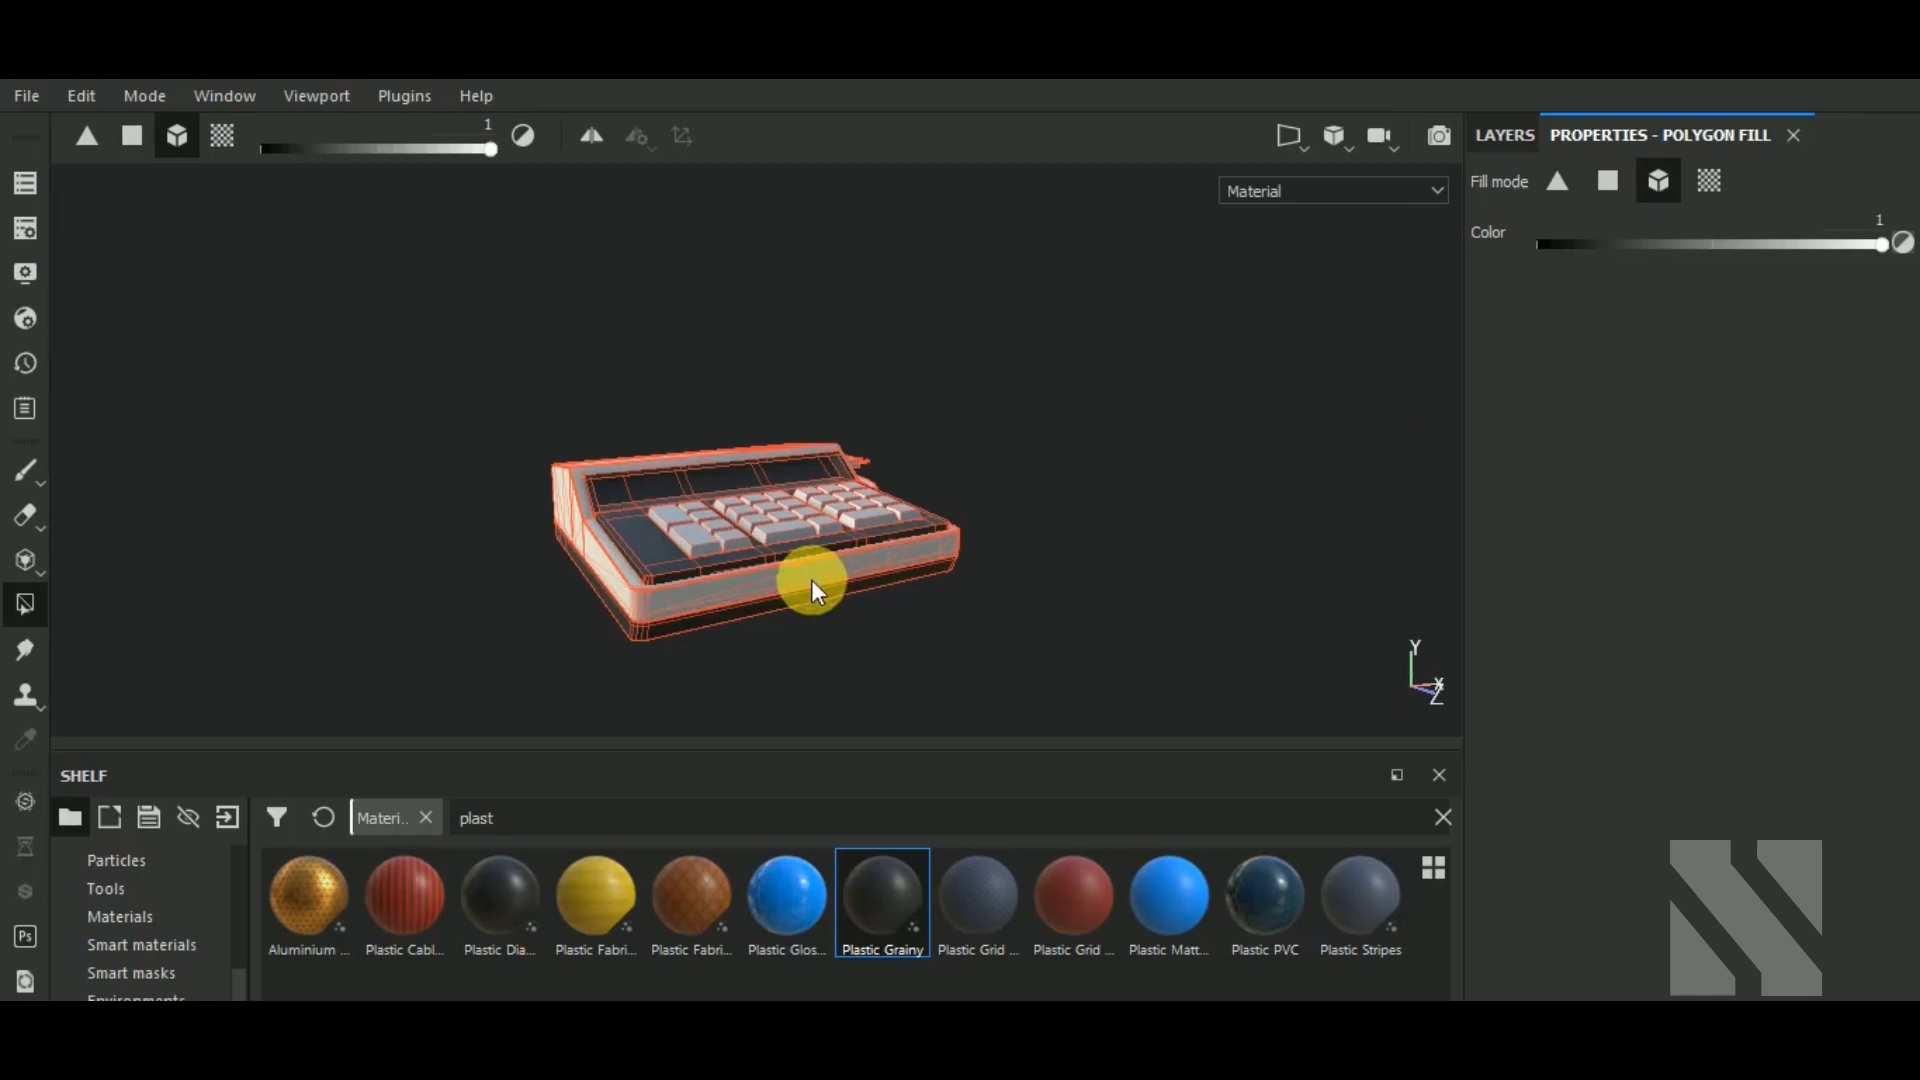 File Edit Mode Window Viewport Plugins Help
1
LAYERS PROPERTIES - POLYGON FILL
Fill mode
Material
1
Color
Y
X
Z
SHELF
Materi.. plast
Particles
Tools
Materials
Smart materials
Smart masks
Environments
Aluminium ... Plastic Cabl... Plastic Dia... Plastic Fabri... Plastic Fabri... Plastic Glos... Plastic Grainy Plastic Grid ... Plastic Grid ... Plastic Matt... Plastic PVC Plastic Stripes
Ps